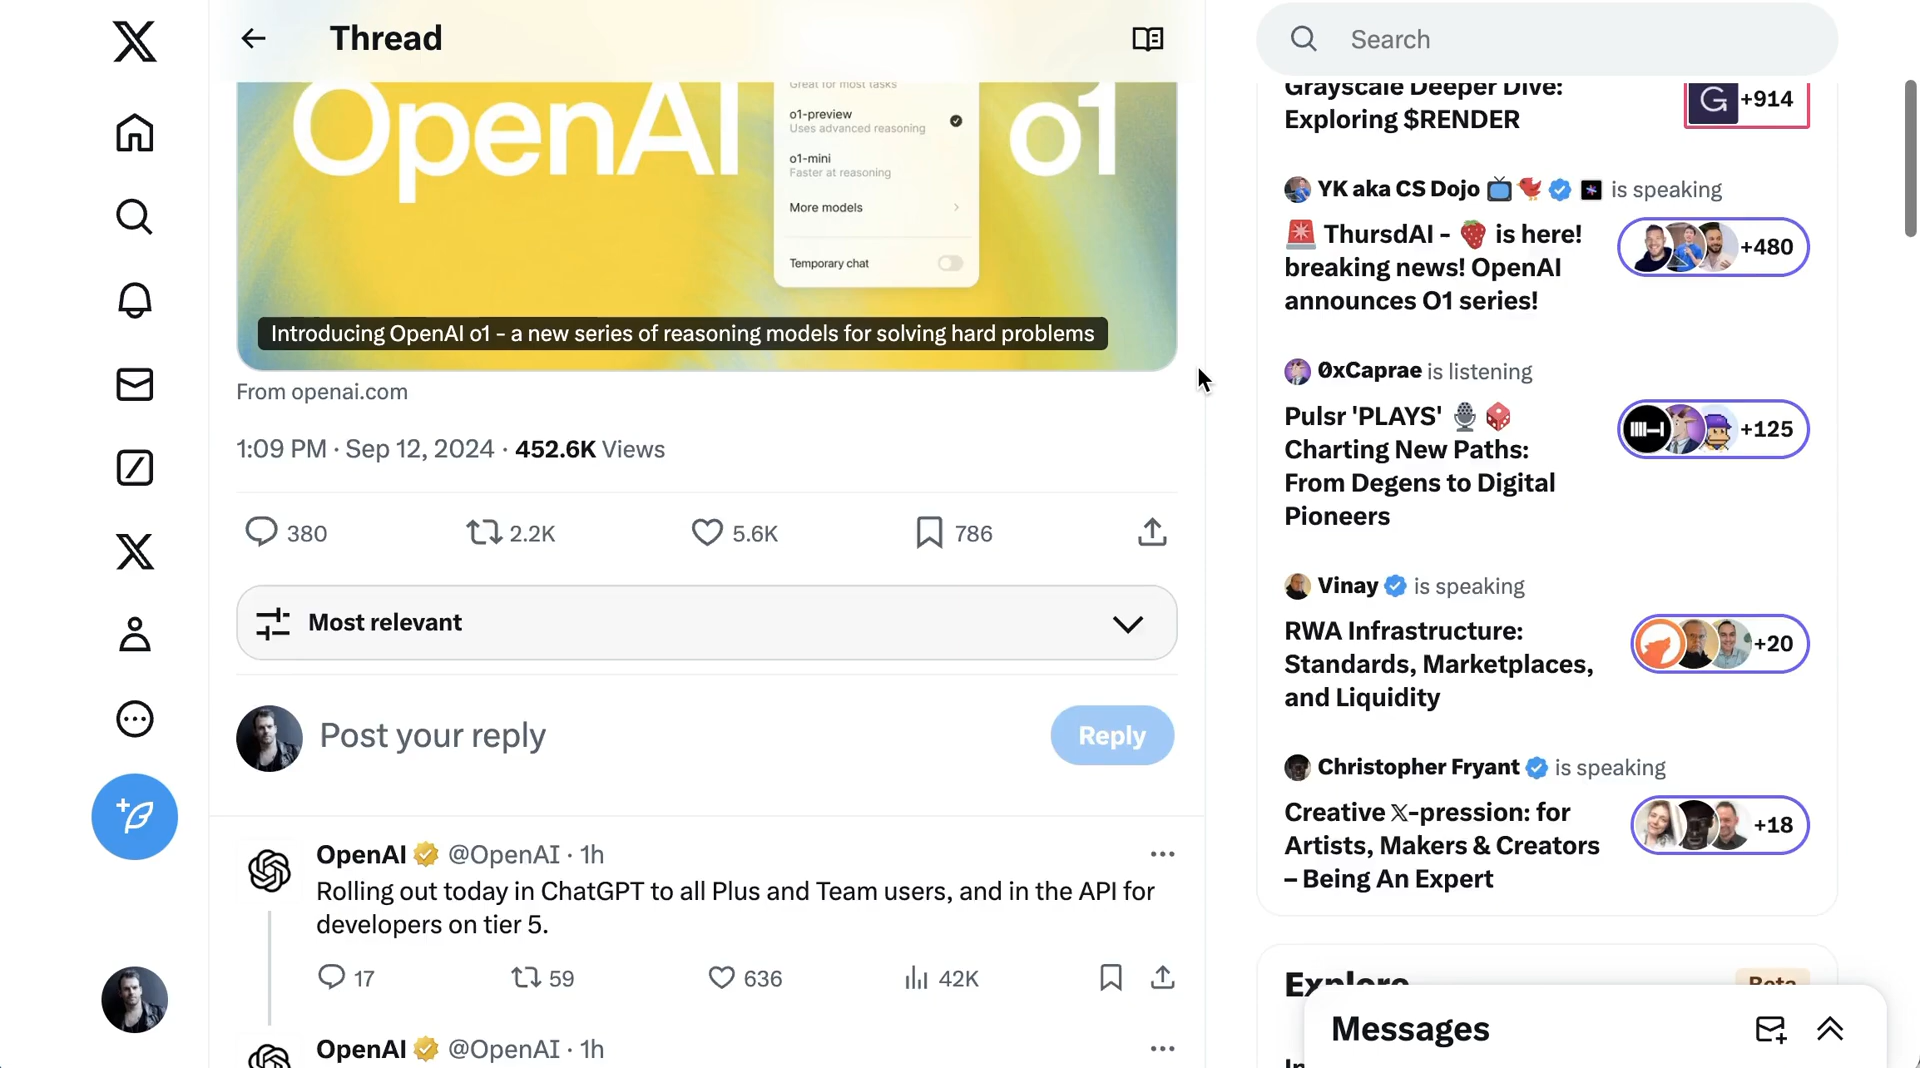 Thread
OpenAI o1
Great for most tasks
o1-preview
Uses advanced reasoning
o1-mini
Faster at reasoning
More models
Temporary chat
Introducing OpenAI o1 - a new series of reasoning models for solving hard problems
From openai.com
1:09 PM · Sep 12, 2024 · 452.6K Views
380 2.2K 5.6K 786
Most relevant
Post your reply
Reply
OpenAI @OpenAI · 1h
Rolling out today in ChatGPT to all Plus and Team users, and in the API for
developers on tier 5.
17 59 636 42K
OpenAI @OpenAI · 1h
Search
Grayscale Deeper Dive:
Exploring $RENDER
+914
YK aka CS Dojo is speaking
ThursdAI - 🍓 is here!
breaking news! OpenAI
announces O1 series!
+480
0xCaprae is listening
Pulsr 'PLAYS' 🎙️ 🎲
Charting New Paths:
From Degens to Digital
Pioneers
+125
Vinay is speaking
RWA Infrastructure:
Standards, Marketplaces,
and Liquidity
+20
Christopher Fryant is speaking
Creative 𝕏-pression: for
Artists, Makers & Creators
– Being An Expert
+18
Explore
Beta
Messages